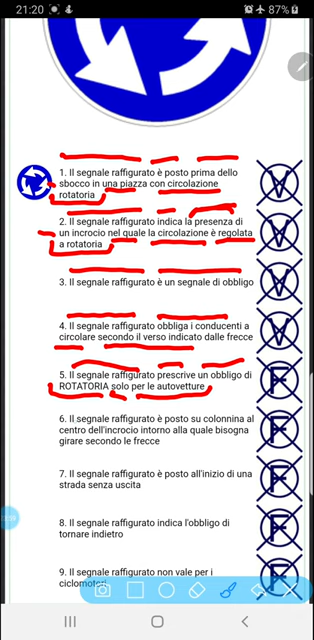 21:20
87%
1. Il segnale raffigurato è posto prima dello
sbocco in una piazza con circolazione
rotatoria
V
2. Il segnale raffigurato indica la presenza di
un incrocio nel quale la circolazione è regolata
a rotatoria
V
3. Il segnale raffigurato è un segnale di obbligo
V
4. Il segnale raffigurato obbliga i conducenti a
circolare secondo il verso indicato dalle frecce
V
5. Il segnale raffigurato prescrive un obbligo di
ROTATORIA solo per le autovetture
F
6. Il segnale raffigurato è posto su colonnina al
centro dell'incrocio intorno alla quale bisogna
girare secondo le frecce
F
7. Il segnale raffigurato è posto all'inizio di una
strada senza uscita
F
8. Il segnale raffigurato indica l'obbligo di
tornare indietro
F
9. Il segnale raffigurato non vale per i
ciclomotori
F